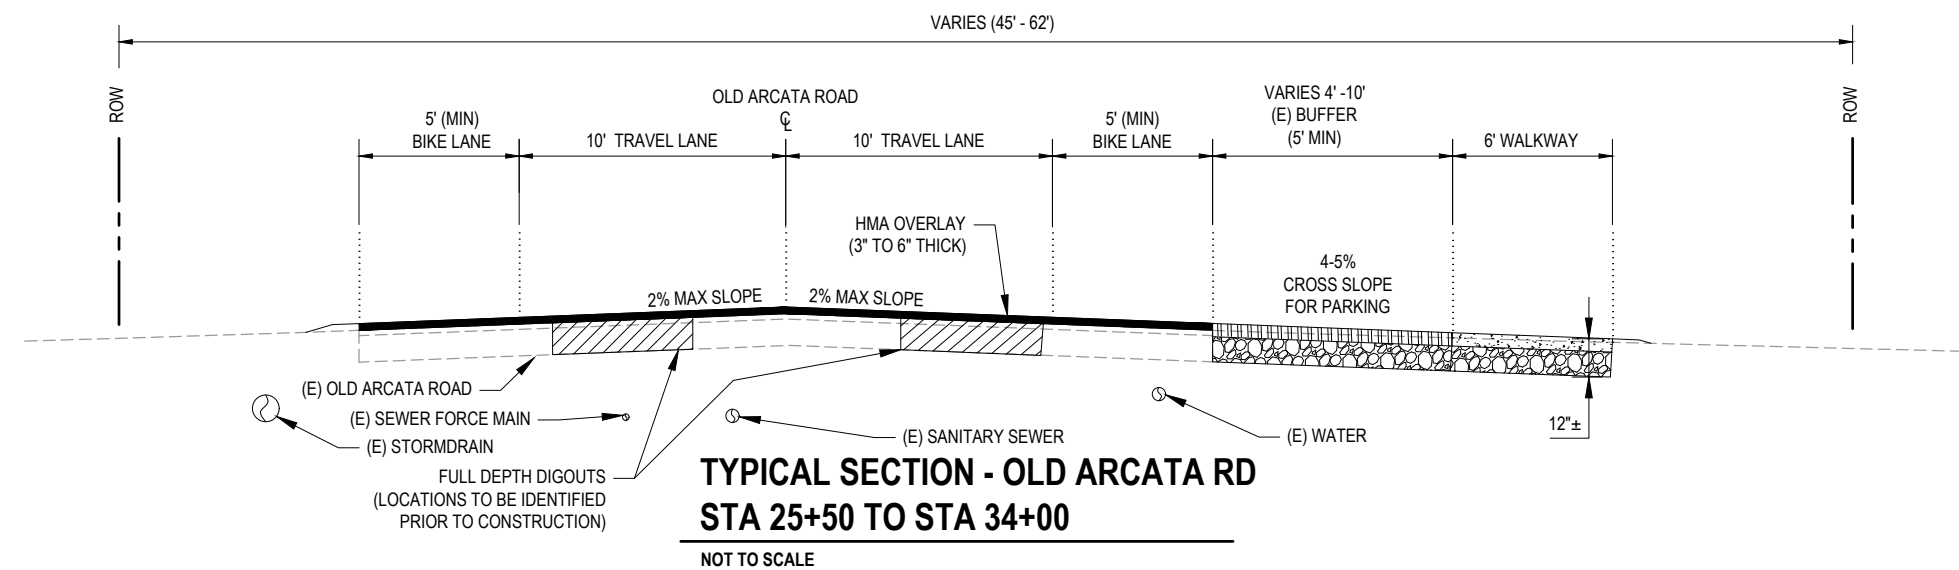 VARIES (45' - 62')
ROW
5' (MIN)
BIKE LANE
10' TRAVEL LANE
OLD ARCATA ROAD
CL
10' TRAVEL LANE
5' (MIN)
BIKE LANE
VARIES 4' -10'
(E) BUFFER
(5' MIN)
6' WALKWAY
ROW
HMA OVERLAY
(3" TO 6" THICK)
2% MAX SLOPE
2% MAX SLOPE
4-5%
CROSS SLOPE
FOR PARKING
(E) OLD ARCATA ROAD
(E) SEWER FORCE MAIN
(E) STORMDRAIN
FULL DEPTH DIGOUTS
(LOCATIONS TO BE IDENTIFIED
PRIOR TO CONSTRUCTION)
(E) SANITARY SEWER
(E) WATER
12"±
TYPICAL SECTION - OLD ARCATA RD
STA 25+50 TO STA 34+00
NOT TO SCALE